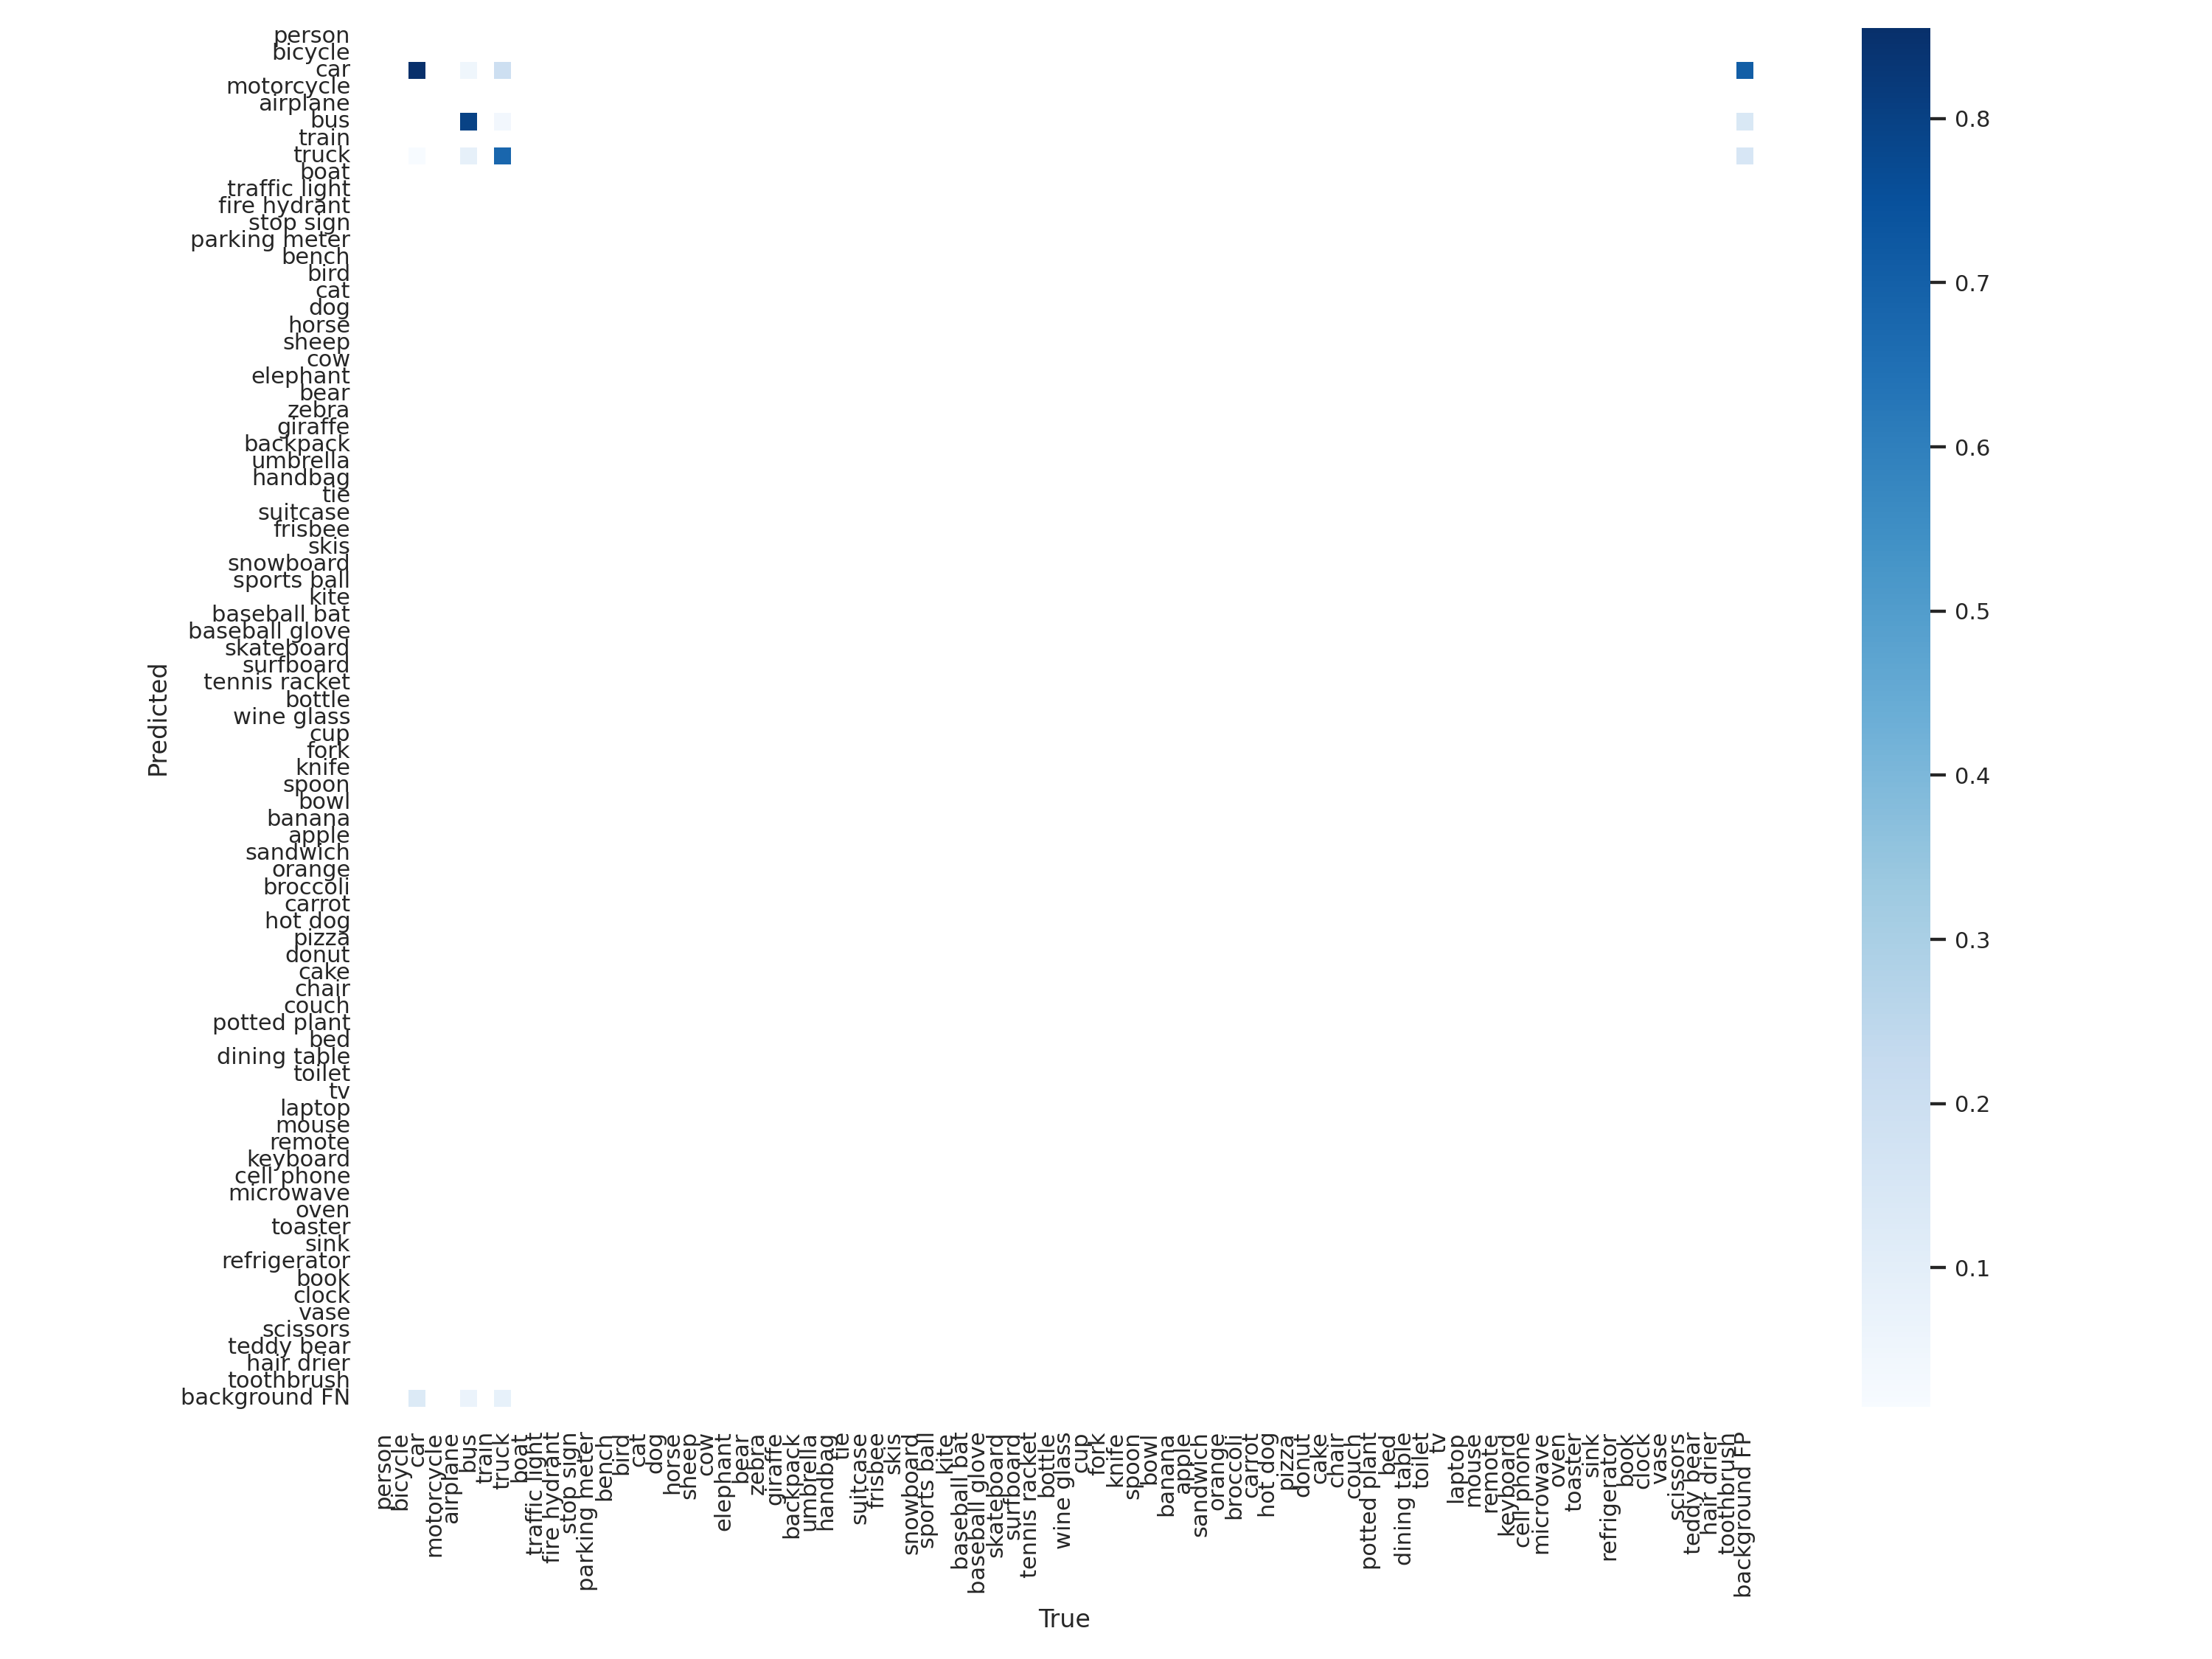 person
bicycle
car
motorcycle
airplane
bus
train
truck
boat
traffic light
fire hydrant
stop sign
parking meter
bench
bird
cat
dog
horse
sheep
cow
elephant
bear
zebra
giraffe
backpack
umbrella
handbag
tie
suitcase
frisbee
skis
snowboard
sports ball
kite
baseball bat
baseball glove
skateboard
surfboard
tennis racket
bottle
wine glass
cup
fork
knife
spoon
bowl
banana
apple
sandwich
orange
broccoli
carrot
hot dog
pizza
donut
cake
chair
couch
potted plant
bed
dining table
toilet
tv
laptop
mouse
remote
keyboard
cell phone
microwave
oven
toaster
sink
refrigerator
book
clock
vase
scissors
teddy bear
hair drier
toothbrush
background FN
Predicted
person
bicycle
car
motorcycle
airplane
bus
train
truck
boat
traffic light
fire hydrant
stop sign
parking meter
bench
bird
cat
dog
horse
sheep
cow
elephant
bear
zebra
giraffe
backpack
umbrella
handbag
tie
suitcase
frisbee
skis
snowboard
sports ball
kite
baseball bat
baseball glove
skateboard
surfboard
tennis racket
bottle
wine glass
cup
fork
knife
spoon
bowl
banana
apple
sandwich
orange
broccoli
carrot
hot dog
pizza
donut
cake
chair
couch
potted plant
bed
dining table
toilet
tv
laptop
mouse
remote
keyboard
cell phone
microwave
oven
toaster
sink
refrigerator
book
clock
vase
scissors
teddy bear
hair drier
toothbrush
background FP
True
0.8
0.7
0.6
0.5
0.4
0.3
0.2
0.1